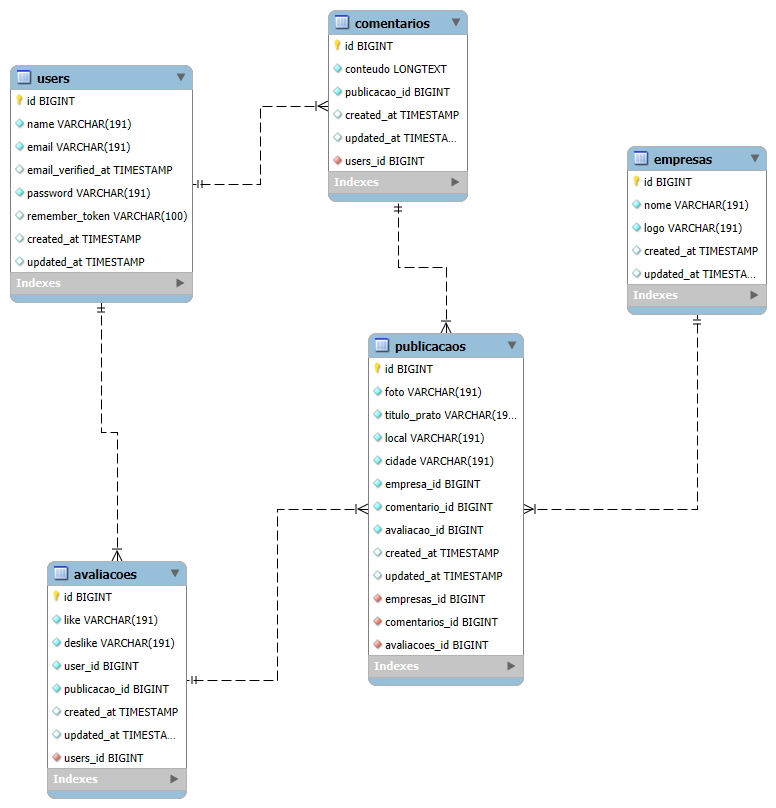 comentarios
id BIGINT
conteudo LONGTEXT
publicacao_id BIGINT
created_at TIMESTAMP
updated_at TIMESTA...
users_id BIGINT
Indexes
users
id BIGINT
name VARCHAR(191)
email VARCHAR(191)
email_verified_at TIMESTAMP
password VARCHAR(191)
remember_token VARCHAR(100)
created_at TIMESTAMP
updated_at TIMESTAMP
Indexes
empresas
id BIGINT
nome VARCHAR(191)
logo VARCHAR(191)
created_at TIMESTAMP
updated_at TIMESTA...
Indexes
publicacaos
id BIGINT
foto VARCHAR(191)
titulo_prato VARCHAR(19...
local VARCHAR(191)
cidade VARCHAR(191)
empresa_id BIGINT
comentario_id BIGINT
avaliacao_id BIGINT
created_at TIMESTAMP
updated_at TIMESTAMP
empresas_id BIGINT
comentarios_id BIGINT
avaliacoes_id BIGINT
Indexes
avaliacoes
id BIGINT
like VARCHAR(191)
deslike VARCHAR(191)
user_id BIGINT
publicacao_id BIGINT
created_at TIMESTAMP
updated_at TIMESTA...
users_id BIGINT
Indexes